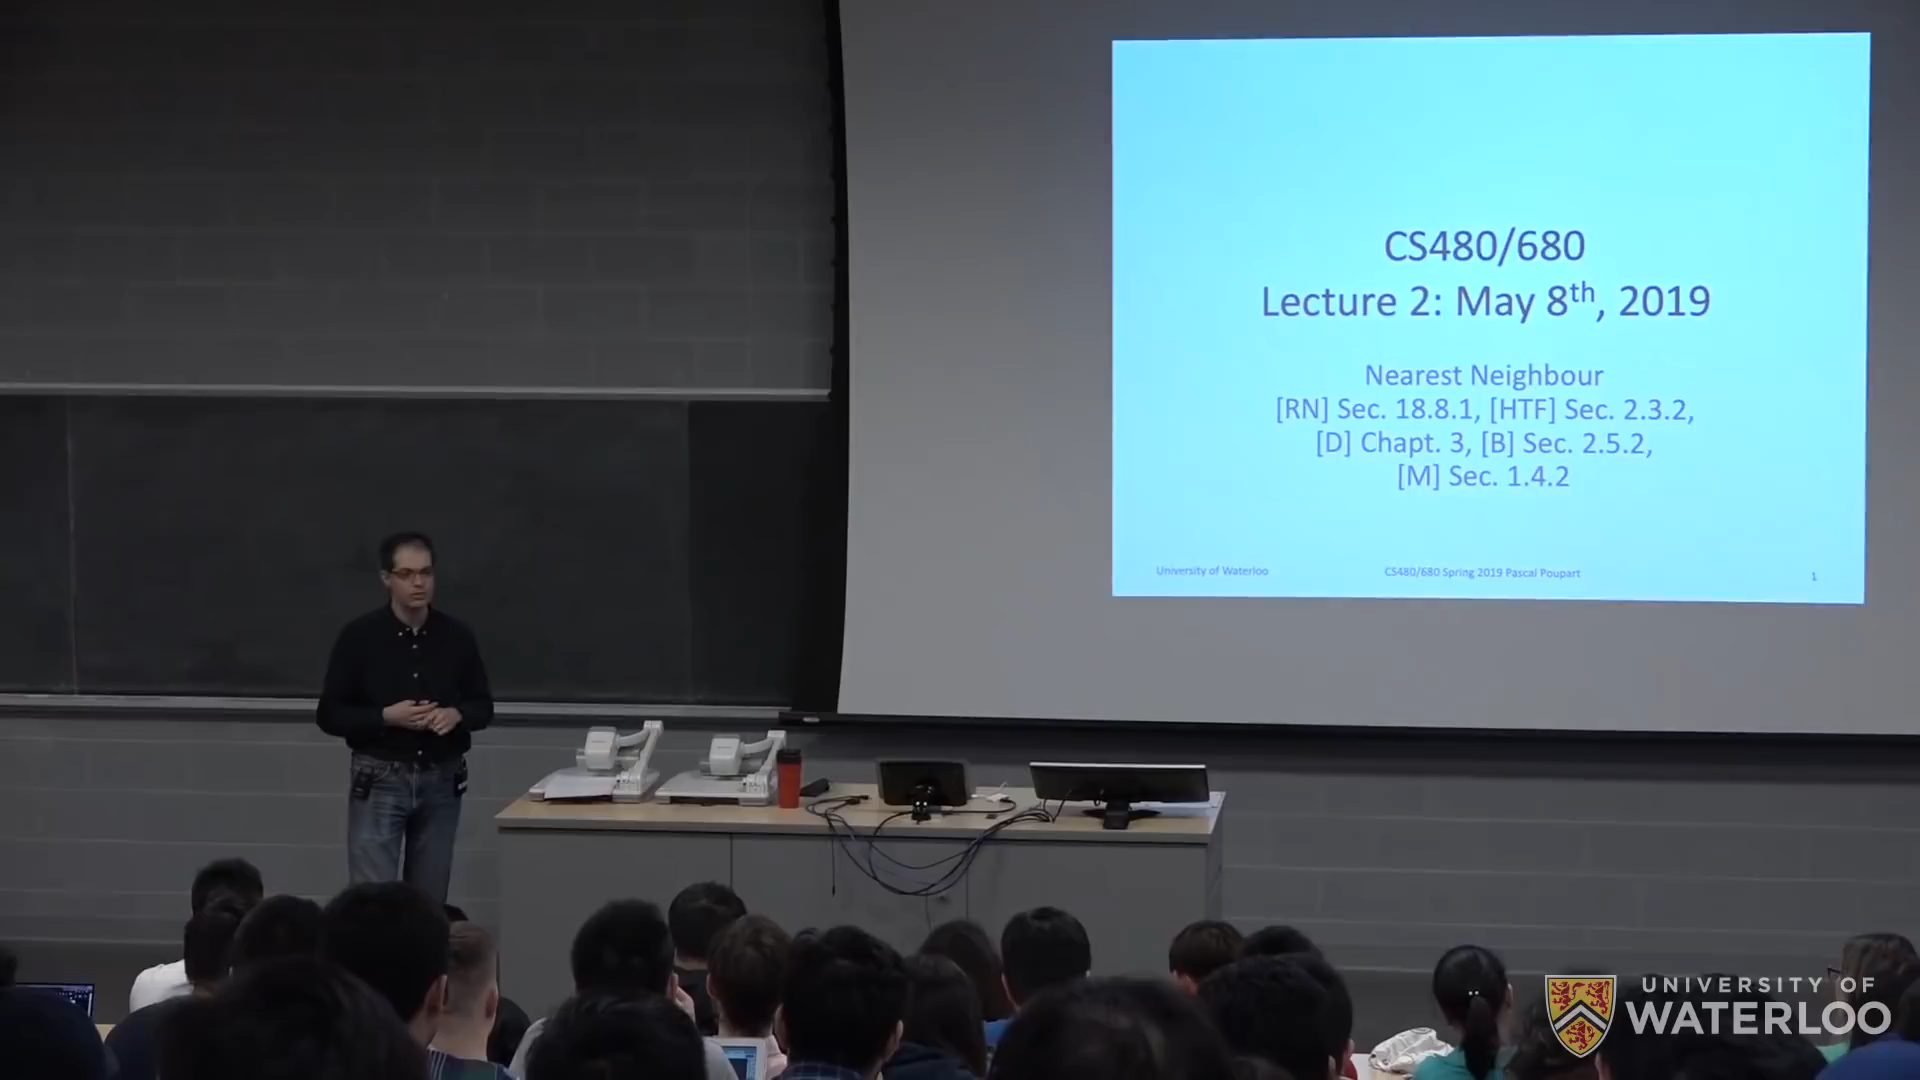 CS480/680
Lecture 2: May 8th, 2019
Nearest Neighbour
[RN] Sec. 18.8.1, [HTF] Sec. 2.3.2,
[D] Chapt. 3, [B] Sec. 2.5.2,
[M] Sec. 1.4.2
University of Waterloo
CS480/680 Spring 2019 Pascal Poupart
1
UNIVERSITY OF
WATERLOO